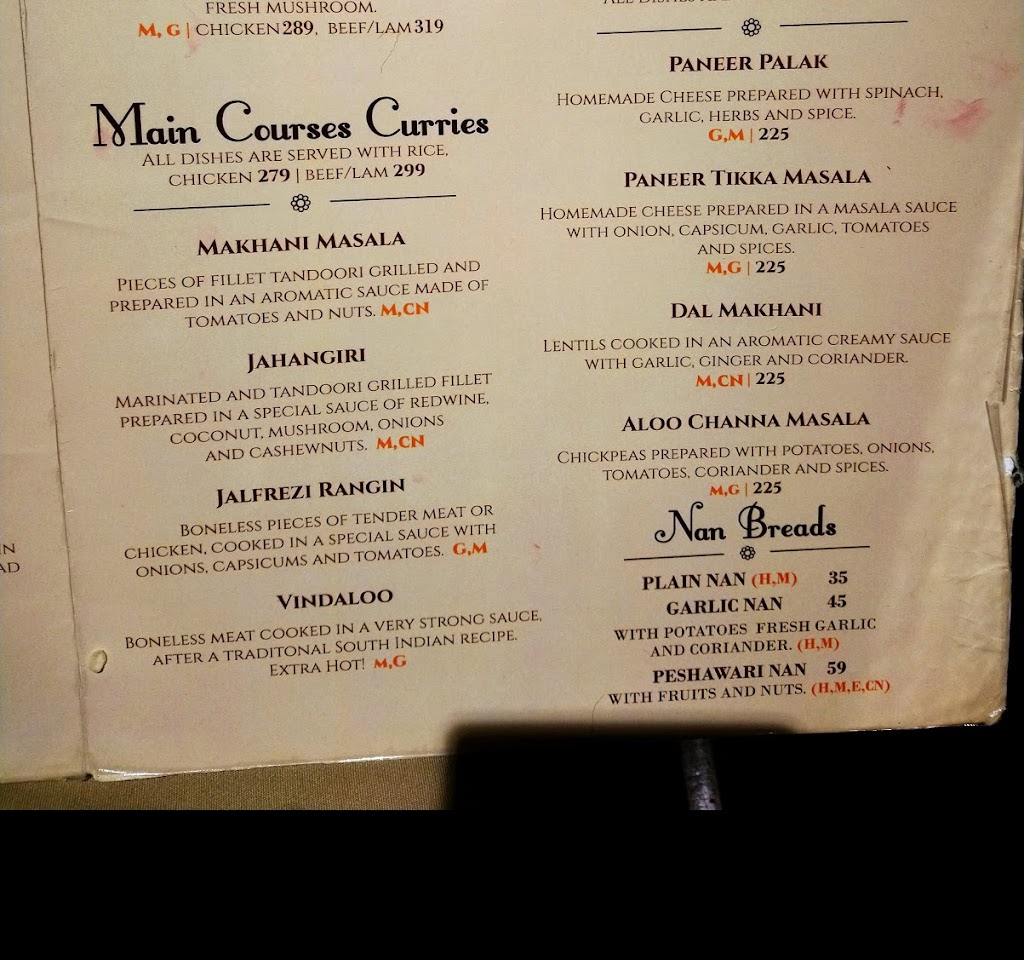 FRESH MUSHROOM.
M, G | CHICKEN 289, BEEF/LAM 319
Main Courses Curries
ALL DISHES ARE SERVED WITH RICE,
CHICKEN 279 | BEEF/LAM 299
MAKHANI MASALA
PIECES OF FILLET TANDOORI GRILLED AND
PREPARED IN AN AROMATIC SAUCE MADE OF
TOMATOES AND NUTS. M,CN
JAHANGIRI
MARINATED AND TANDOORI GRILLED FILLET
PREPARED IN A SPECIAL SAUCE OF REDWINE,
COCONUT, MUSHROOM, ONIONS
AND CASHEWNUTS. M,CN
JALFREZI RANGIN
BONELESS PIECES OF TENDER MEAT OR
CHICKEN, COOKED IN A SPECIAL SAUCE WITH
ONIONS, CAPSICUMS AND TOMATOES. G,M
VINDALOO
BONELESS MEAT COOKED IN A VERY STRONG SAUCE,
AFTER A TRADITONAL SOUTH INDIAN RECIPE.
EXTRA HOT! M,G
PANEER PALAK
HOMEMADE CHEESE PREPARED WITH SPINACH,
GARLIC, HERBS AND SPICE.
G,M | 225
PANEER TIKKA MASALA
HOMEMADE CHEESE PREPARED IN A MASALA SAUCE
WITH ONION, CAPSICUM, GARLIC, TOMATOES
AND SPICES.
M,G | 225
DAL MAKHANI
LENTILS COOKED IN AN AROMATIC CREAMY SAUCE
WITH GARLIC, GINGER AND CORIANDER.
M,CN | 225
ALOO CHANNA MASALA
CHICKPEAS PREPARED WITH POTATOES, ONIONS,
TOMATOES, CORIANDER AND SPICES.
M,G | 225
Nan Breads
PLAIN NAN (H,M) 35
GARLIC NAN 45
WITH POTATOES FRESH GARLIC
AND CORIANDER. (H,M)
PESHAWARI NAN 59
WITH FRUITS AND NUTS. (H,M,E,CN)